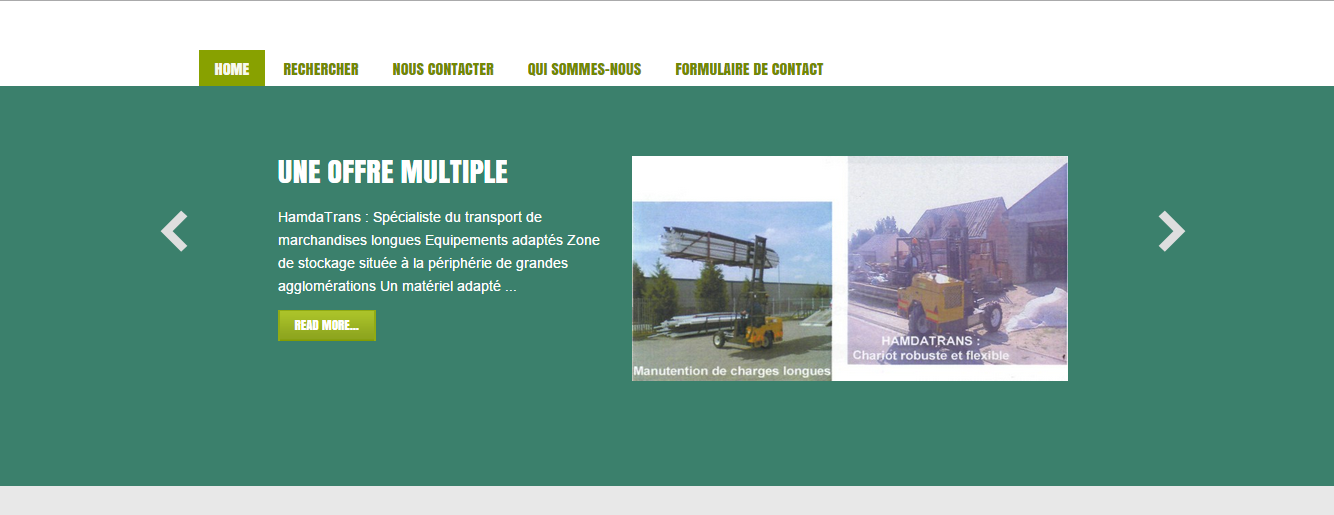 HOME RECHERCHER NOUS CONTACTER QUI SOMMES-NOUS FORMULAIRE DE CONTACT
UNE OFFRE MULTIPLE
HamdaTrans : Spécialiste du transport de
marchandises longues Equipements adaptés Zone
de stockage située à la périphérie de grandes
agglomérations Un matériel adapté ...
READ MORE...
Manutention de charges longues
HAMDATRANS :
Chariot robuste et flexible